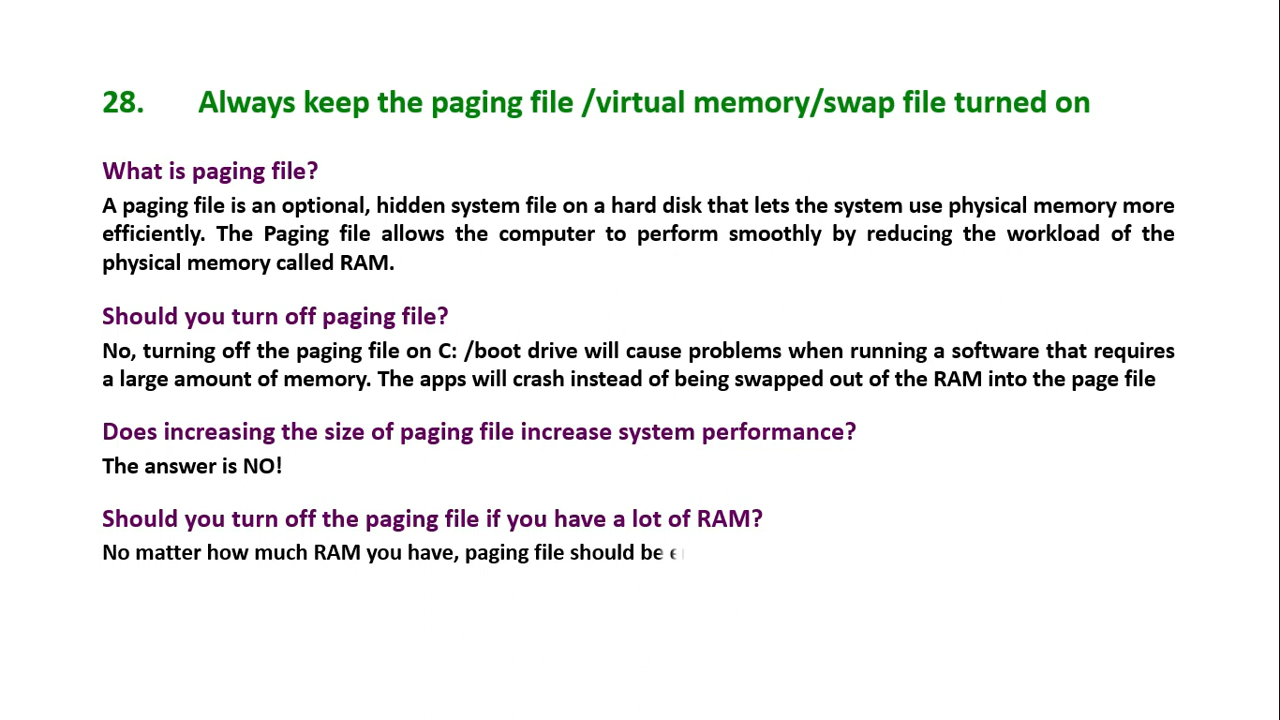 28. Always keep the paging file /virtual memory/swap file turned on
What is paging file?
A paging file is an optional, hidden system file on a hard disk that lets the system use physical memory more
efficiently. The Paging file allows the computer to perform smoothly by reducing the workload of the
physical memory called RAM.
Should you turn off paging file?
No, turning off the paging file on C: /boot drive will cause problems when running a software that requires
a large amount of memory. The apps will crash instead of being swapped out of the RAM into the page file
Does increasing the size of paging file increase system performance?
The answer is NO!
Should you turn off the paging file if you have a lot of RAM?
No matter how much RAM you have, paging file should be